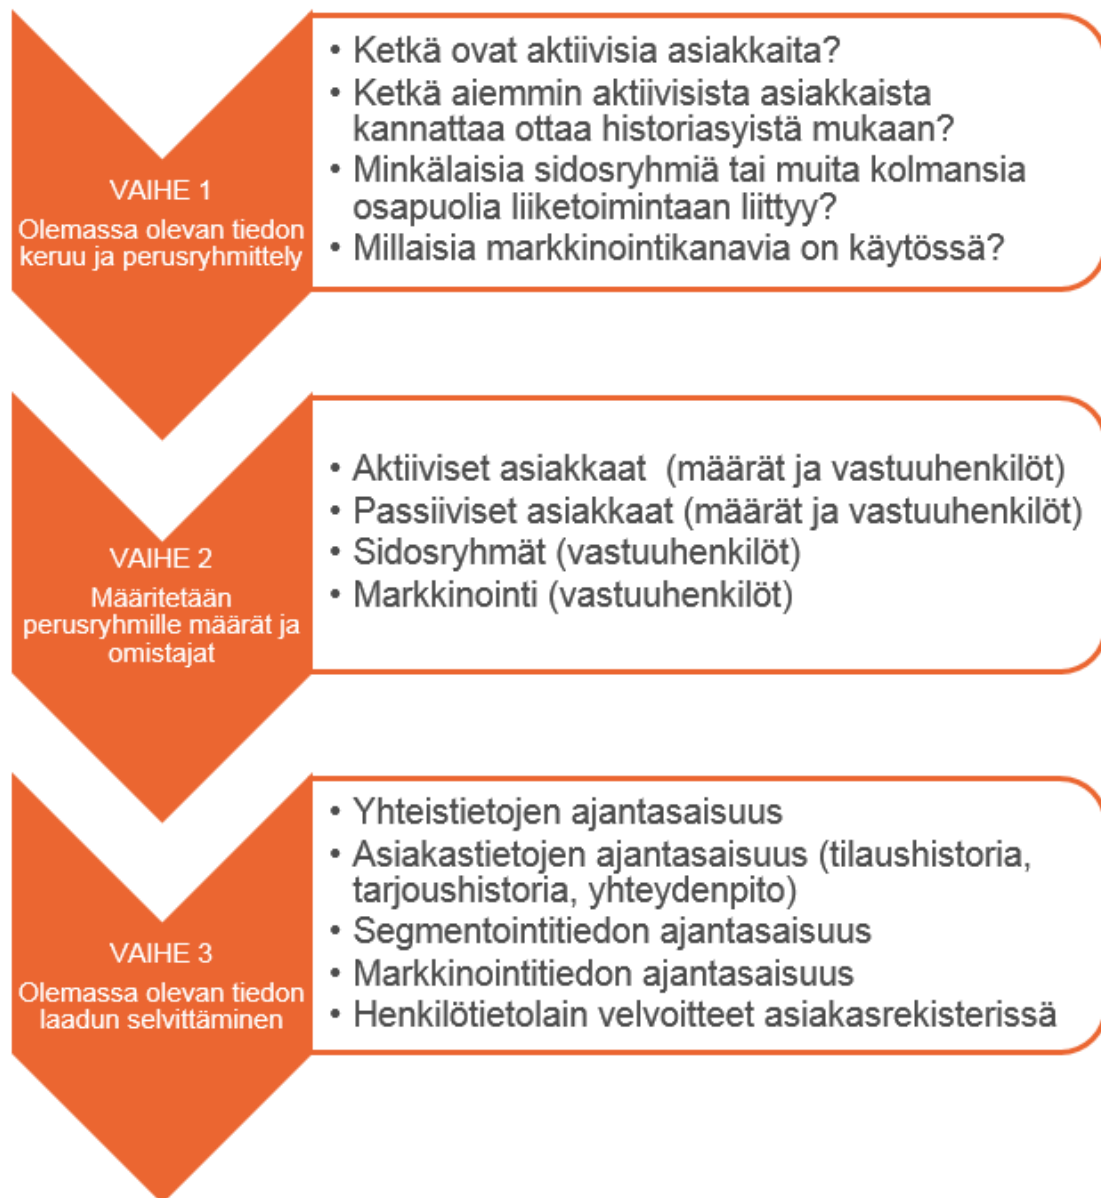 VAIHE 1
Olemassa olevan tiedon
keruu ja perusryhmittely
• Ketkä ovat aktiivisia asiakkaita?
• Ketkä aiemmin aktiivisista asiakkaista
kannattaa ottaa historiasyistä mukaan?
• Minkälaisia sidosryhmiä tai muita kolmansia
osapuolia liiketoimintaan liittyy?
• Millaisia markkinointikanavia on käytössä?
VAIHE 2
Määritetään
perusryhmille määrät ja
omistajat
• Aktiiviset asiakkaat (määrät ja vastuuhenkilöt)
• Passiiviset asiakkaat (määrät ja vastuuhenkilöt)
• Sidosryhmät (vastuuhenkilöt)
• Markkinointi (vastuuhenkilöt)
VAIHE 3
Olemassa olevan tiedon
laadun selvittäminen
• Yhteistietojen ajantasaisuus
• Asiakastietojen ajantasaisuus (tilaushistoria,
tarjoushistoria, yhteydenpito)
• Segmentointitiedon ajantasaisuus
• Markkinointitiedon ajantasaisuus
• Henkilötietolain velvoitteet asiakasrekisterissä